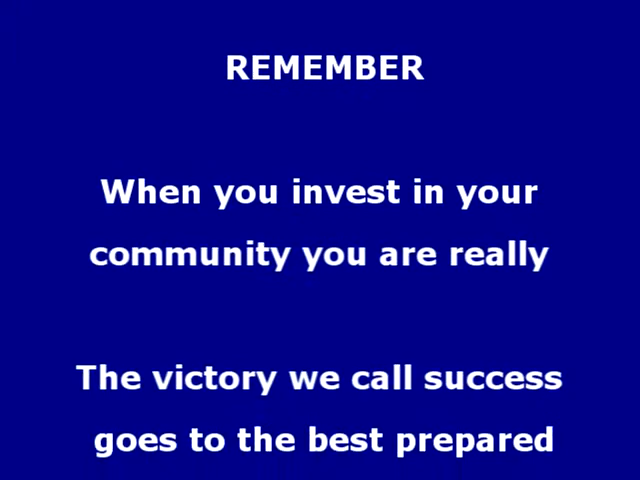 REMEMBER
When you invest in your
community you are really
The victory we call success
goes to the best prepared